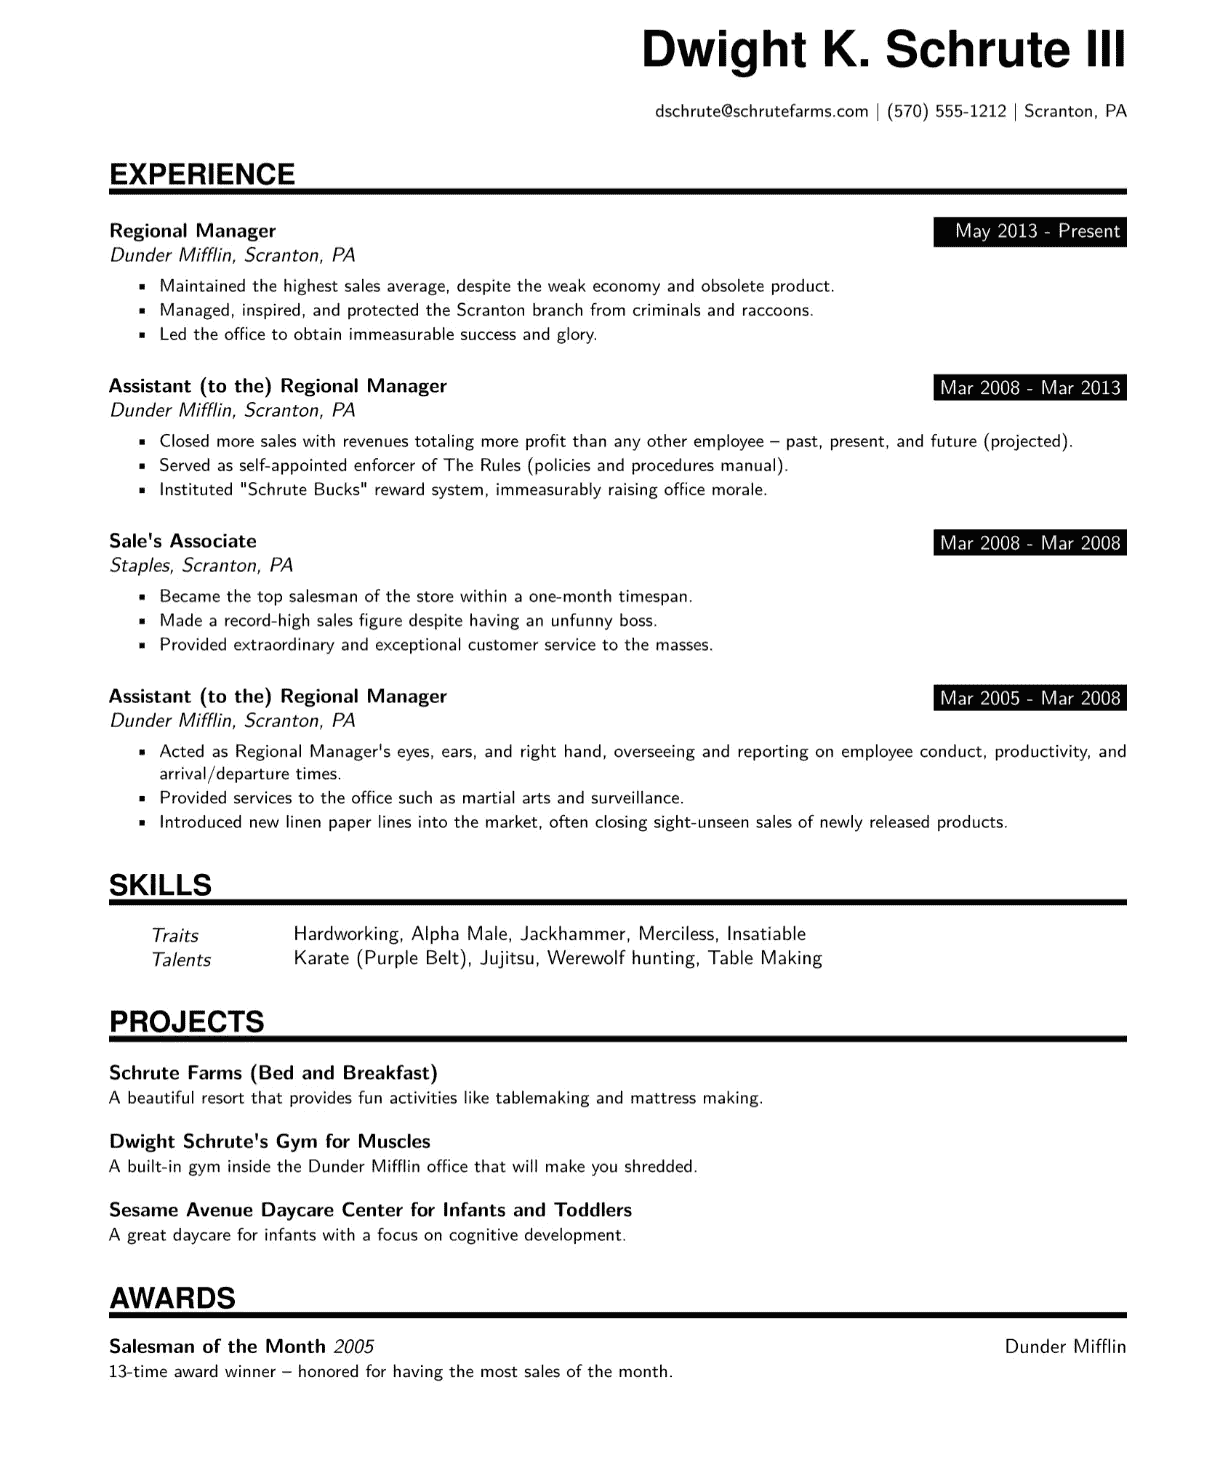 Dwight K. Schrute III
dschrute@schrutefarms.com | (570) 555-1212 | Scranton, PA
EXPERIENCE
Regional Manager May 2013 - Present
Dunder Mifflin, Scranton, PA
▪ Maintained the highest sales average, despite the weak economy and obsolete product.
▪ Managed, inspired, and protected the Scranton branch from criminals and raccoons.
▪ Led the office to obtain immeasurable success and glory.
Assistant (to the) Regional Manager Mar 2008 - Mar 2013
Dunder Mifflin, Scranton, PA
▪ Closed more sales with revenues totaling more profit than any other employee – past, present, and future (projected).
▪ Served as self-appointed enforcer of The Rules (policies and procedures manual).
▪ Instituted "Schrute Bucks" reward system, immeasurably raising office morale.
Sale's Associate Mar 2008 - Mar 2008
Staples, Scranton, PA
▪ Became the top salesman of the store within a one-month timespan.
▪ Made a record-high sales figure despite having an unfunny boss.
▪ Provided extraordinary and exceptional customer service to the masses.
Assistant (to the) Regional Manager Mar 2005 - Mar 2008
Dunder Mifflin, Scranton, PA
▪ Acted as Regional Manager's eyes, ears, and right hand, overseeing and reporting on employee conduct, productivity, and
arrival/departure times.
▪ Provided services to the office such as martial arts and surveillance.
▪ Introduced new linen paper lines into the market, often closing sight-unseen sales of newly released products.
SKILLS
Traits Hardworking, Alpha Male, Jackhammer, Merciless, Insatiable
Talents Karate (Purple Belt), Jujitsu, Werewolf hunting, Table Making
PROJECTS
Schrute Farms (Bed and Breakfast)
A beautiful resort that provides fun activities like tablemaking and mattress making.
Dwight Schrute's Gym for Muscles
A built-in gym inside the Dunder Mifflin office that will make you shredded.
Sesame Avenue Daycare Center for Infants and Toddlers
A great daycare for infants with a focus on cognitive development.
AWARDS
Salesman of the Month 2005 Dunder Mifflin
13-time award winner – honored for having the most sales of the month.